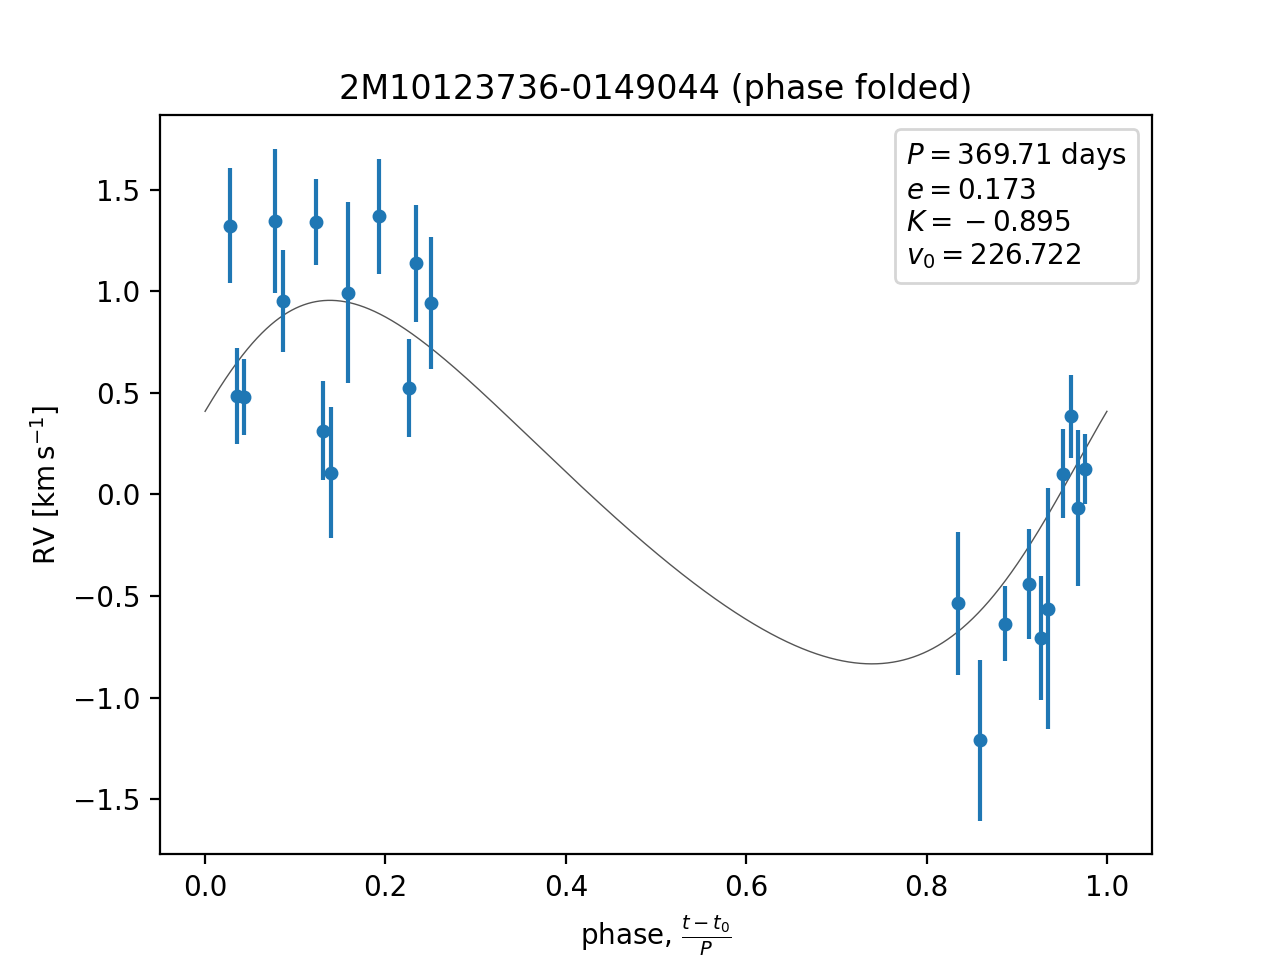 2M10123736-0149044 (phase folded)
P = 369.71 days
e = 0.173
K = −0.895
v₀ = 226.722
RV [km s⁻¹]
1.5
1.0
0.5
0.0
−0.5
−1.0
−1.5
0.0 0.2 0.4 0.6 0.8 1.0
phase, (t − t₀)/P